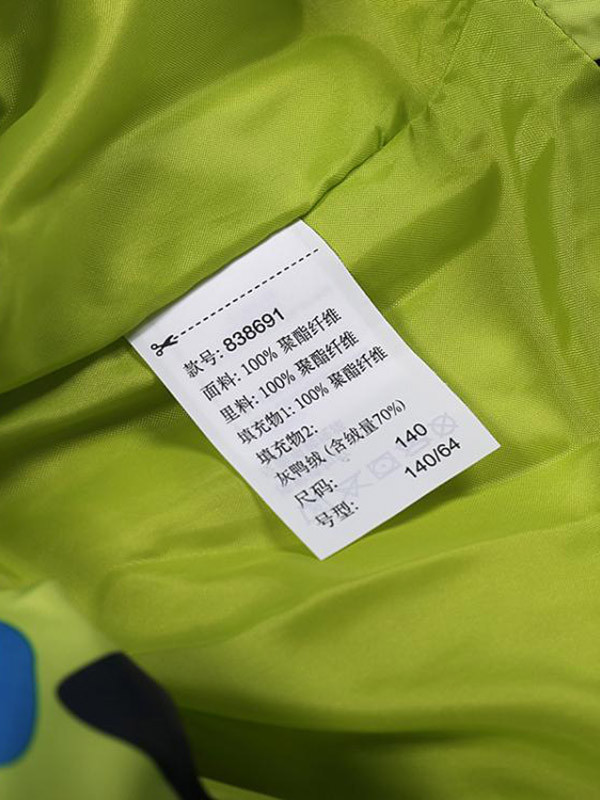 款号: 838691
面料: 100% 聚酯纤维
里料: 100% 聚酯纤维
填充物1: 100% 聚酯纤维
填充物2:
灰鸭绒 (含绒量70%)
尺码: 140
号型: 140/64